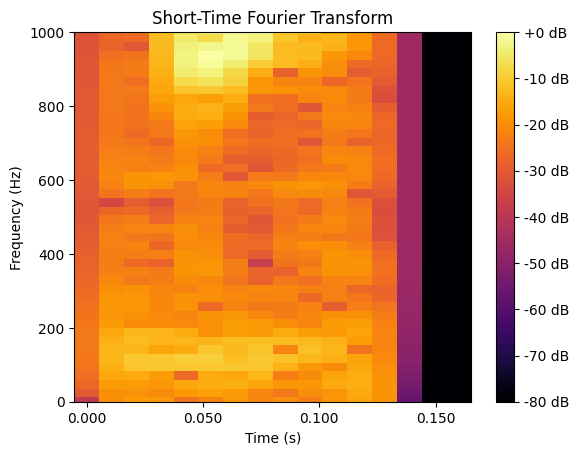 Short-Time Fourier Transform
1000
800
600
400
200
0
Frequency (Hz)
0.000
0.050
0.100
0.150
Time (s)
+0 dB
-10 dB
-20 dB
-30 dB
-40 dB
-50 dB
-60 dB
-70 dB
-80 dB